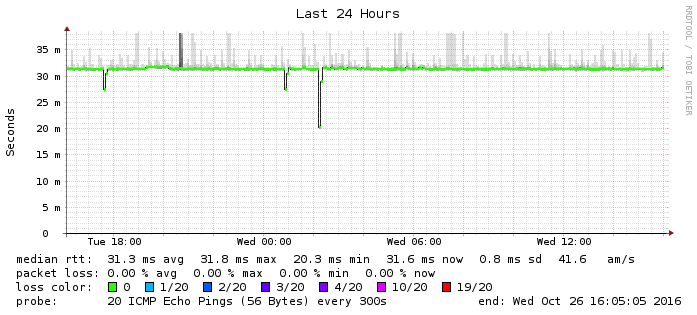 Last 24 Hours
RRDTOOL / TOBI OETIKER
Seconds
35 m
30 m
25 m
20 m
15 m
10 m
5 m
0
Tue 18:00 Wed 00:00 Wed 06:00 Wed 12:00
median rtt: 31.3 ms avg 31.8 ms max 20.3 ms min 31.6 ms now 0.8 ms sd 41.6 am/s
packet loss: 0.00 % avg 0.00 % max 0.00 % min 0.00 % now
loss color: 0 1/20 2/20 3/20 4/20 10/20 19/20
probe: 20 ICMP Echo Pings (56 Bytes) every 300s end: Wed Oct 26 16:05:05 2016